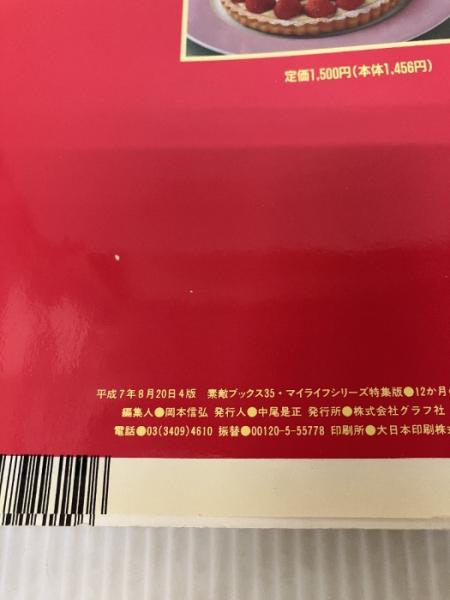 定価1,500円(本体1,456円)
平成7年8月20日4版 素敵ブックス35・マイライフシリーズ特集版●12か月
編集人●岡本信弘 発行人●中尾是正 発行所●株式会社グラフ社
電話●03(3409)4610 振替●00120-5-55778 印刷所●大日本印刷株